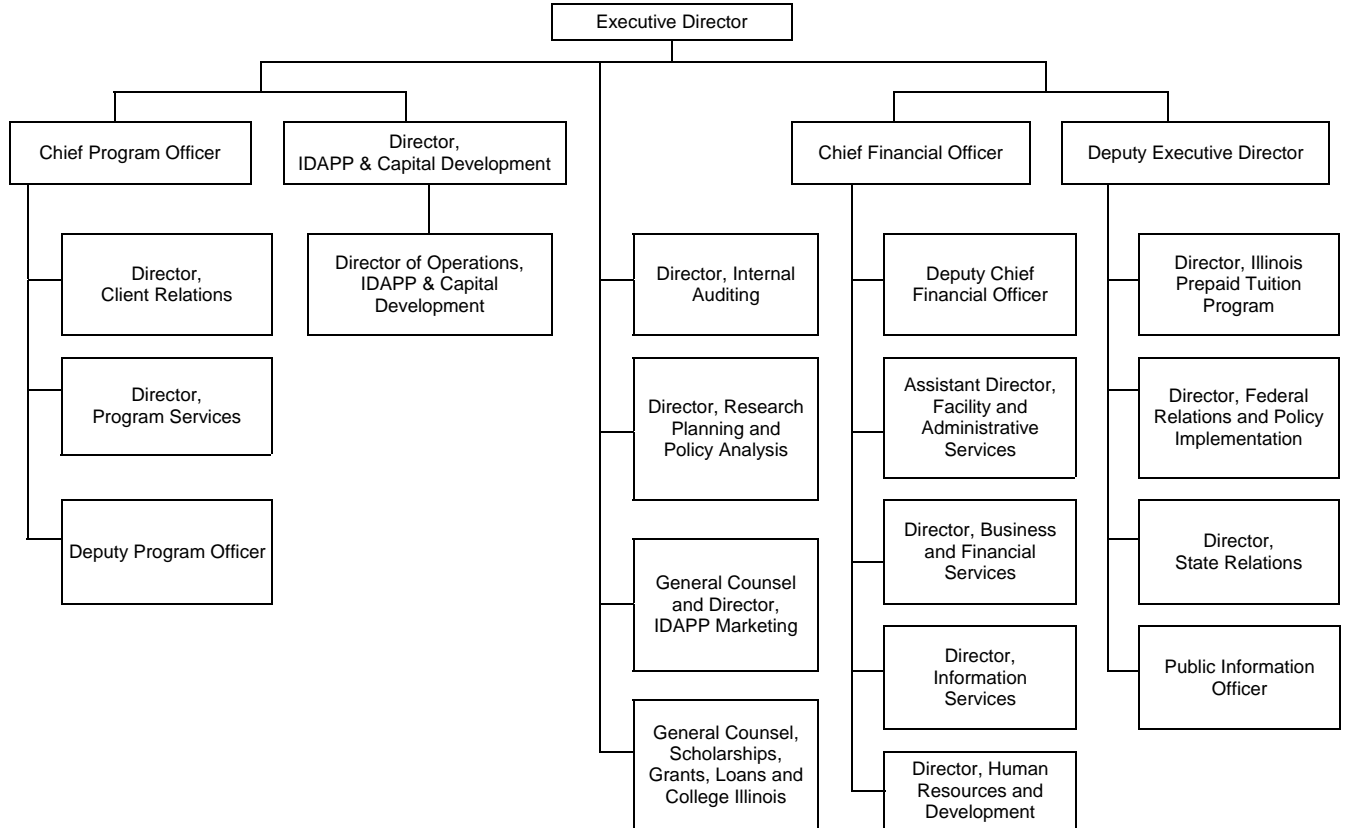 Executive Director
Chief Program Officer
Director,
IDAPP & Capital Development
Chief Financial Officer
Deputy Executive Director
Director,
Client Relations
Director of Operations,
IDAPP & Capital
Development
Director, Internal
Auditing
Deputy Chief
Financial Officer
Director, Illinois
Prepaid Tuition
Program
Director,
Program Services
Director, Research
Planning and
Policy Analysis
Assistant Director,
Facility and
Administrative
Services
Director, Federal
Relations and Policy
Implementation
Deputy Program Officer
General Counsel
and Director,
IDAPP Marketing
Director, Business
and Financial
Services
Director,
State Relations
General Counsel,
Scholarships,
Grants, Loans and
College Illinois
Director,
Information
Services
Public Information
Officer
Director, Human
Resources and
Development